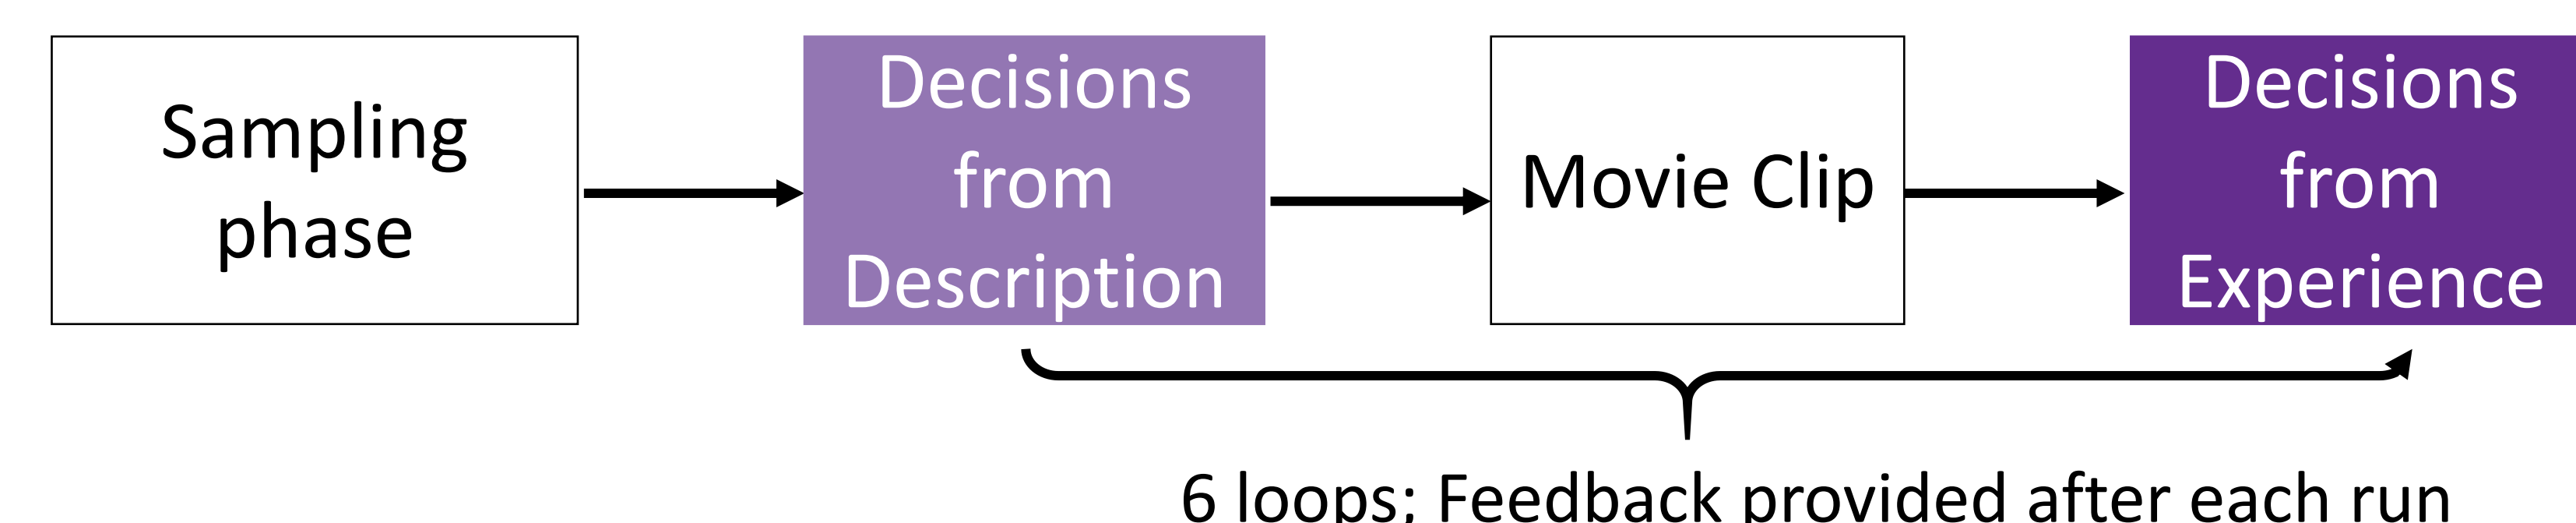 Sampling
phase
Decisions
from
Description
Movie Clip
Decisions
from
Experience
6 loops; Feedback provided after each run